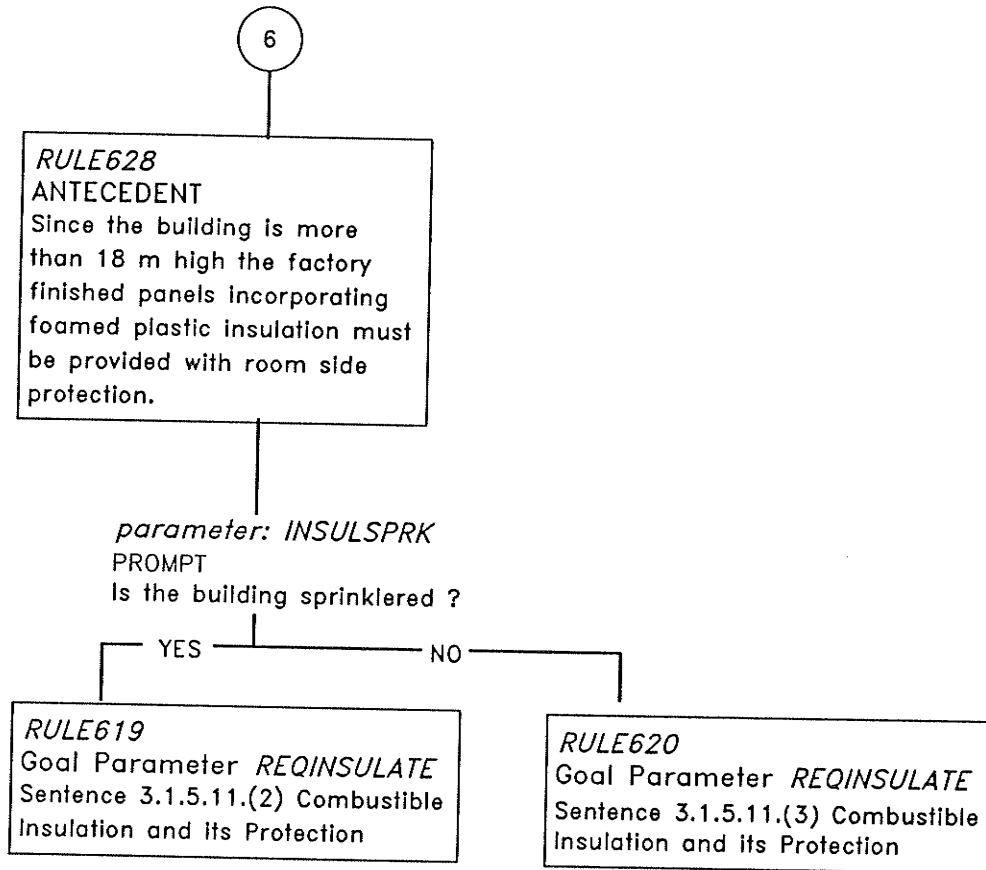 6
RULE628
ANTECEDENT
Since the building is more
than 18 m high the factory
finished panels incorporating
foamed plastic insulation must
be provided with room side
protection.
parameter: INSULSPRK
PROMPT
Is the building sprinklered ?
YES
NO
RULE619
Goal Parameter REQINSULATE
Sentence 3.1.5.11.(2) Combustible
Insulation and its Protection
RULE620
Goal Parameter REQINSULATE
Sentence 3.1.5.11.(3) Combustible
Insulation and its Protection